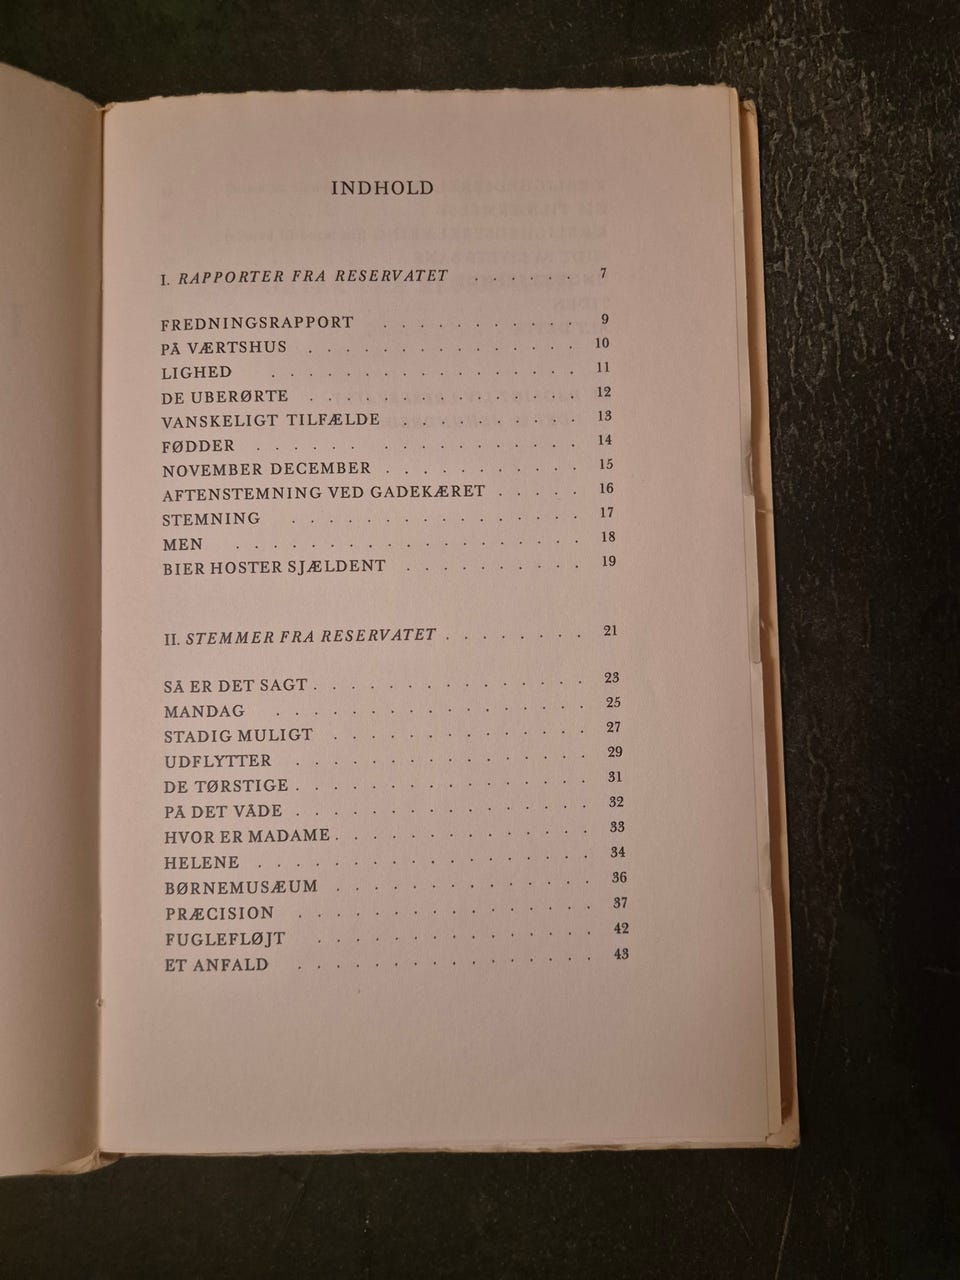 INDHOLD
I. RAPPORTER FRA RESERVATET . . . . . . . 7
FREDNINGSRAPPORT . . . . . . . . . . . 9
PÅ VÆRTSHUS . . . . . . . . . . . . . . 10
LIGHED . . . . . . . . . . . . . . . . 11
DE UBERØRTE . . . . . . . . . . . . . . 12
VANSKELIGT TILFÆLDE . . . . . . . . . . 13
FØDDER . . . . . . . . . . . . . . . . 14
NOVEMBER DECEMBER . . . . . . . . . . . 15
AFTENSTEMNING VED GADEKÆRET . . . . . 16
STEMNING . . . . . . . . . . . . . . . 17
MEN . . . . . . . . . . . . . . . . . . 18
BIER HOSTER SJÆLDENT . . . . . . . . . . 19
II. STEMMER FRA RESERVATET . . . . . . . . 21
SÅ ER DET SAGT . . . . . . . . . . . . . . 23
MANDAG . . . . . . . . . . . . . . . . 25
STADIG MULIGT . . . . . . . . . . . . . 27
UDFLYTTER . . . . . . . . . . . . . . . 29
DE TØRSTIGE . . . . . . . . . . . . . . . 31
PÅ DET VÅDE . . . . . . . . . . . . . . . 32
HVOR ER MADAME . . . . . . . . . . . . . 33
HELENE . . . . . . . . . . . . . . . . . 34
BØRNEMUSÆUM . . . . . . . . . . . . . 36
PRÆCISION . . . . . . . . . . . . . . . 37
FUGLEFLØJT . . . . . . . . . . . . . . 42
ET ANFALD . . . . . . . . . . . . . . . 43